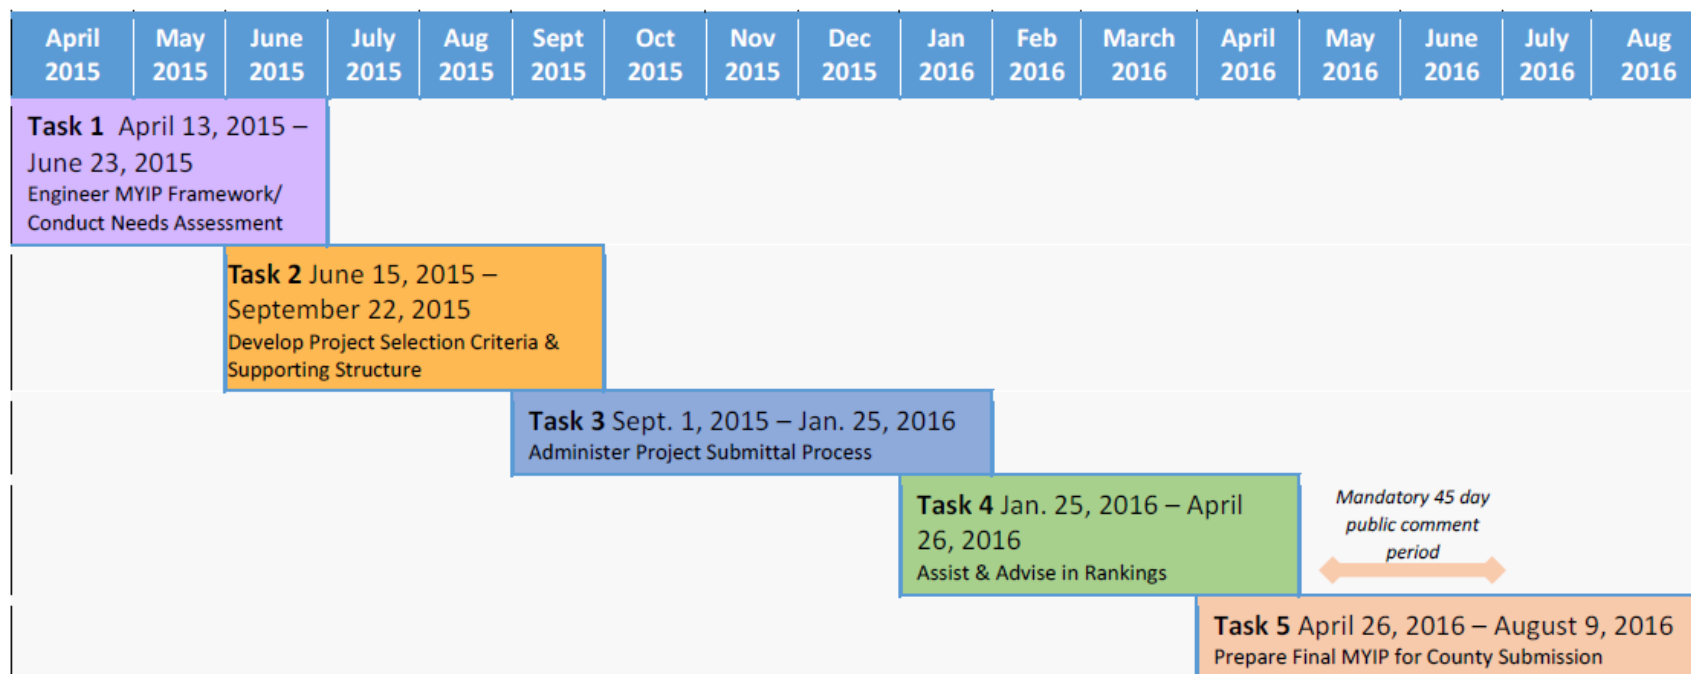 April May June July Aug Sept Oct Nov Dec Jan Feb March April May June July Aug
2015 2015 2015 2015 2015 2015 2015 2015 2015 2016 2016 2016 2016 2016 2016 2016 2016
Task 1 April 13, 2015 –
June 23, 2015
Engineer MYIP Framework/
Conduct Needs Assessment
Task 2 June 15, 2015 –
September 22, 2015
Develop Project Selection Criteria &
Supporting Structure
Task 3 Sept. 1, 2015 – Jan. 25, 2016
Administer Project Submittal Process
Task 4 Jan. 25, 2016 – April
26, 2016
Assist & Advise in Rankings
Mandatory 45 day
public comment
period
Task 5 April 26, 2016 – August 9, 2016
Prepare Final MYIP for County Submission